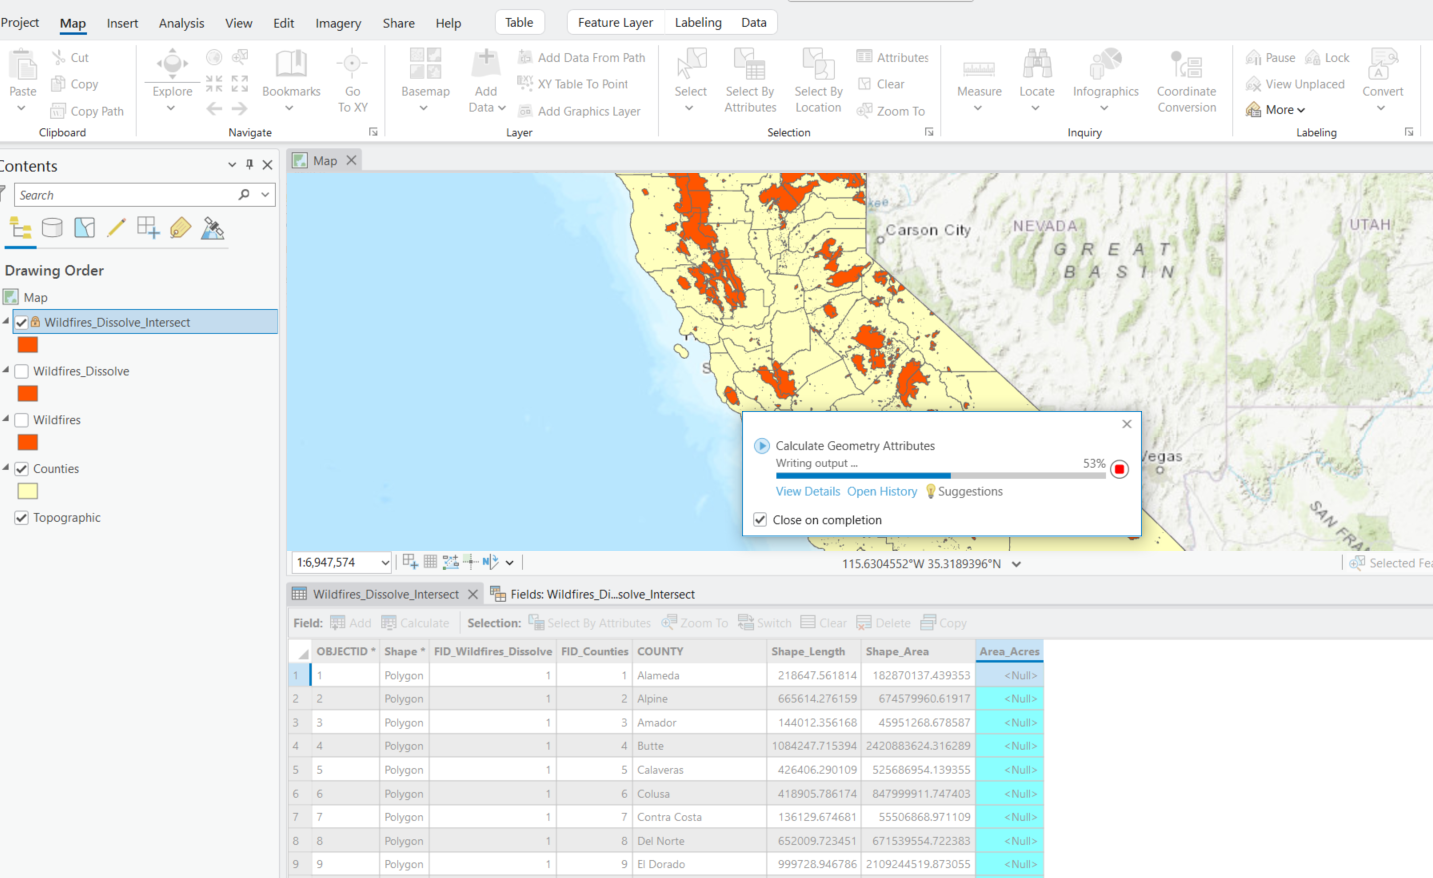 Project Map Insert Analysis View Edit Imagery Share Help Table Feature Layer Labeling Data
Paste
Cut
Copy
Copy Path
Clipboard
Explore
Bookmarks
Go
To XY
Navigate
Basemap
Add
Data
Add Data From Path
XY Table To Point
Add Graphics Layer
Layer
Select
Select By
Attributes
Select By
Location
Attributes
Clear
Zoom To
Selection
Measure
Locate
Infographics
Coordinate
Conversion
Inquiry
Pause Lock
View Unplaced
More
Convert
Labeling
Contents
Search
Drawing Order
Map
Wildfires_Dissolve_Intersect
Wildfires_Dissolve
Wildfires
Counties
Topographic
Map
Carson City
NEVADA
UTAH
GREAT
BASIN
Vegas
SAN FRA
Calculate Geometry Attributes
Writing output ... 53%
View Details Open History Suggestions
Close on completion
1:6,947,574
115.6304552°W 35.3189396°N
Selected Fea
Wildfires_Dissolve_Intersect Fields: Wildfires_Di...solve_Intersect
Field: Add Calculate Selection: Select By Attributes Zoom To Switch Clear Delete Copy
OBJECTID * Shape * FID_Wildfires_Dissolve FID_Counties COUNTY Shape_Length Shape_Area Area_Acres
1 1 Polygon 1 1 Alameda 218647.561814 182870137.439353 <Null>
2 2 Polygon 1 2 Alpine 665614.276159 674579960.61917 <Null>
3 3 Polygon 1 3 Amador 144012.356168 45951268.678587 <Null>
4 4 Polygon 1 4 Butte 1084247.715394 2420883624.316289 <Null>
5 5 Polygon 1 5 Calaveras 426406.290109 525686954.139355 <Null>
6 6 Polygon 1 6 Colusa 418905.786174 847999911.747403 <Null>
7 7 Polygon 1 7 Contra Costa 136129.674681 55506868.971109 <Null>
8 8 Polygon 1 8 Del Norte 652009.723451 671539554.722383 <Null>
9 9 Polygon 1 9 El Dorado 999728.946786 2109244519.873055 <Null>